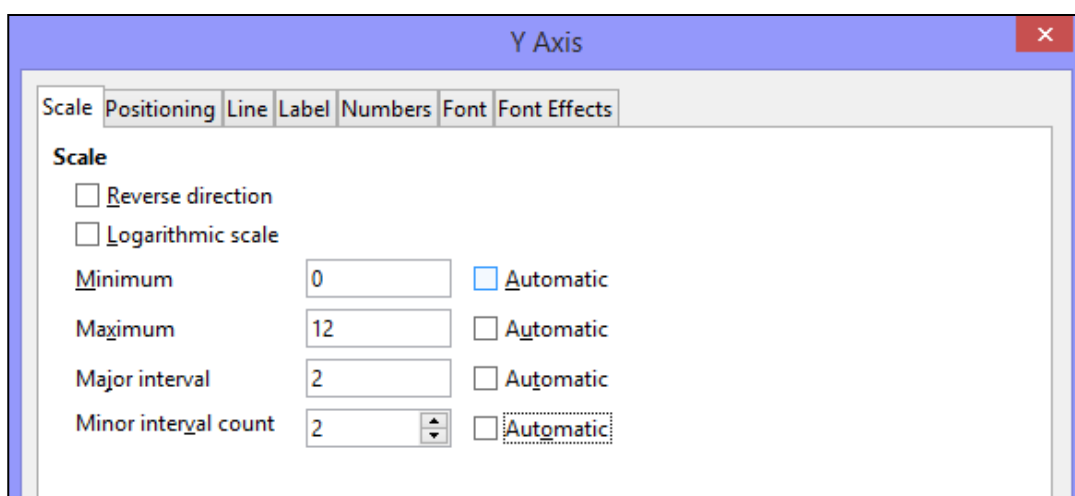 Y Axis
Scale Positioning Line Label Numbers Font Font Effects
Scale
Reverse direction
Logarithmic scale
Minimum 0 Automatic
Maximum 12 Automatic
Major interval 2 Automatic
Minor interval count 2 Automatic